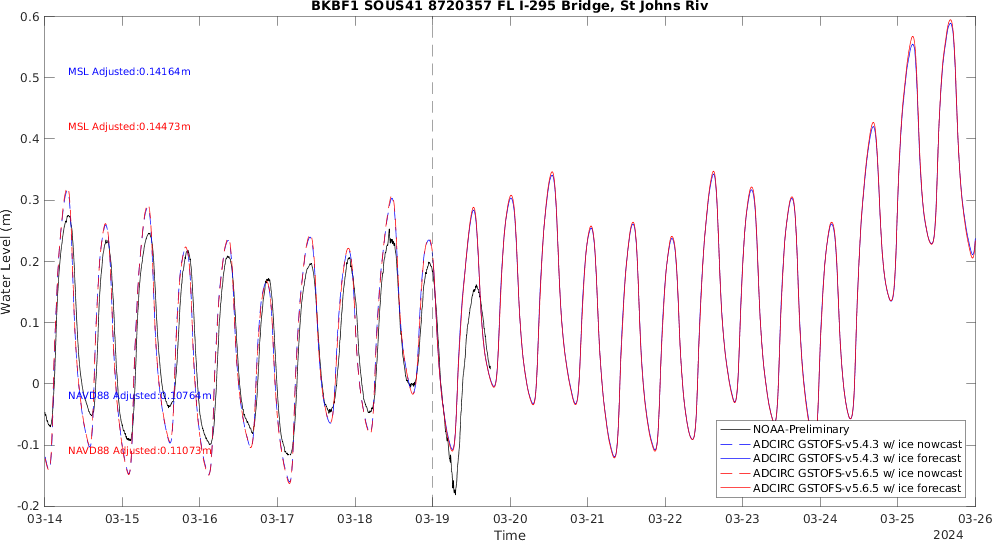 BKBF1 SOUS41 8720357 FL I-295 Bridge, St Johns Riv
0.6
0.5
0.4
0.3
0.2
0.1
0
-0.1
-0.2
Water Level (m)
MSL Adjusted:0.14164m
MSL Adjusted:0.14473m
NAVD88 Adjusted:0.10764m
NAVD88 Adjusted:0.11073m
NOAA-Preliminary
ADCIRC GSTOFS-v5.4.3 w/ ice nowcast
ADCIRC GSTOFS-v5.4.3 w/ ice forecast
ADCIRC GSTOFS-v5.6.5 w/ ice nowcast
ADCIRC GSTOFS-v5.6.5 w/ ice forecast
03-14 03-15 03-16 03-17 03-18 03-19 03-20 03-21 03-22 03-23 03-24 03-25 03-26
Time
2024